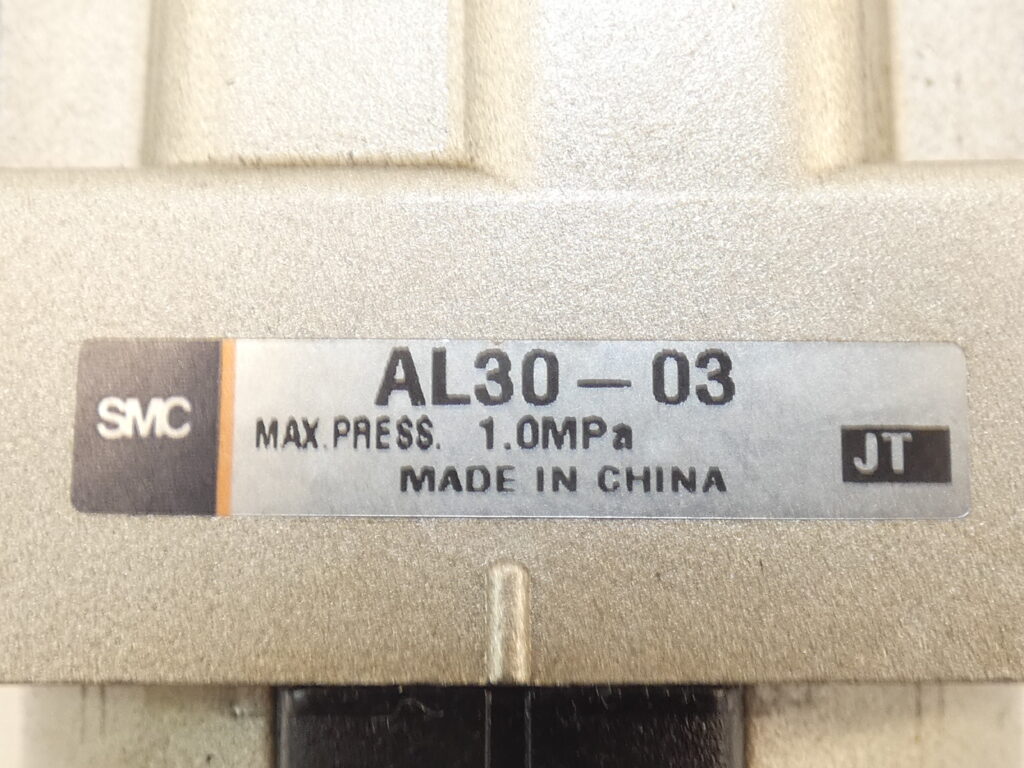 SMC
AL30-03
MAX.PRESS. 1.0MPa
MADE IN CHINA
JT